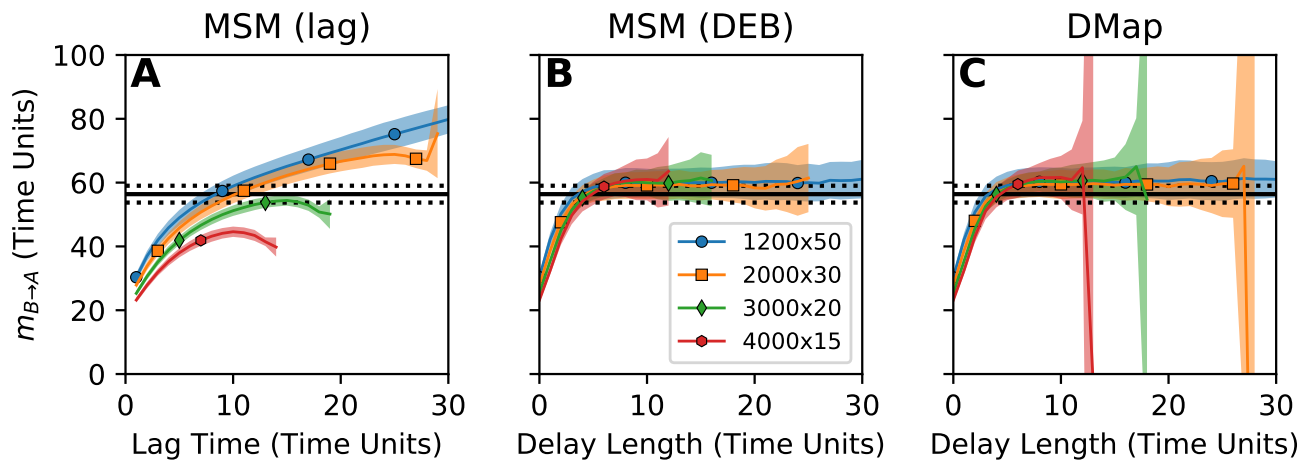 MSM (lag)
MSM (DEB)
DMap
A
B
C
100
80
60
40
20
0
m_{B→A} (Time Units)
0 10 20 30
0 10 20 30
0 10 20 30
Lag Time (Time Units)
Delay Length (Time Units)
Delay Length (Time Units)
1200x50
2000x30
3000x20
4000x15